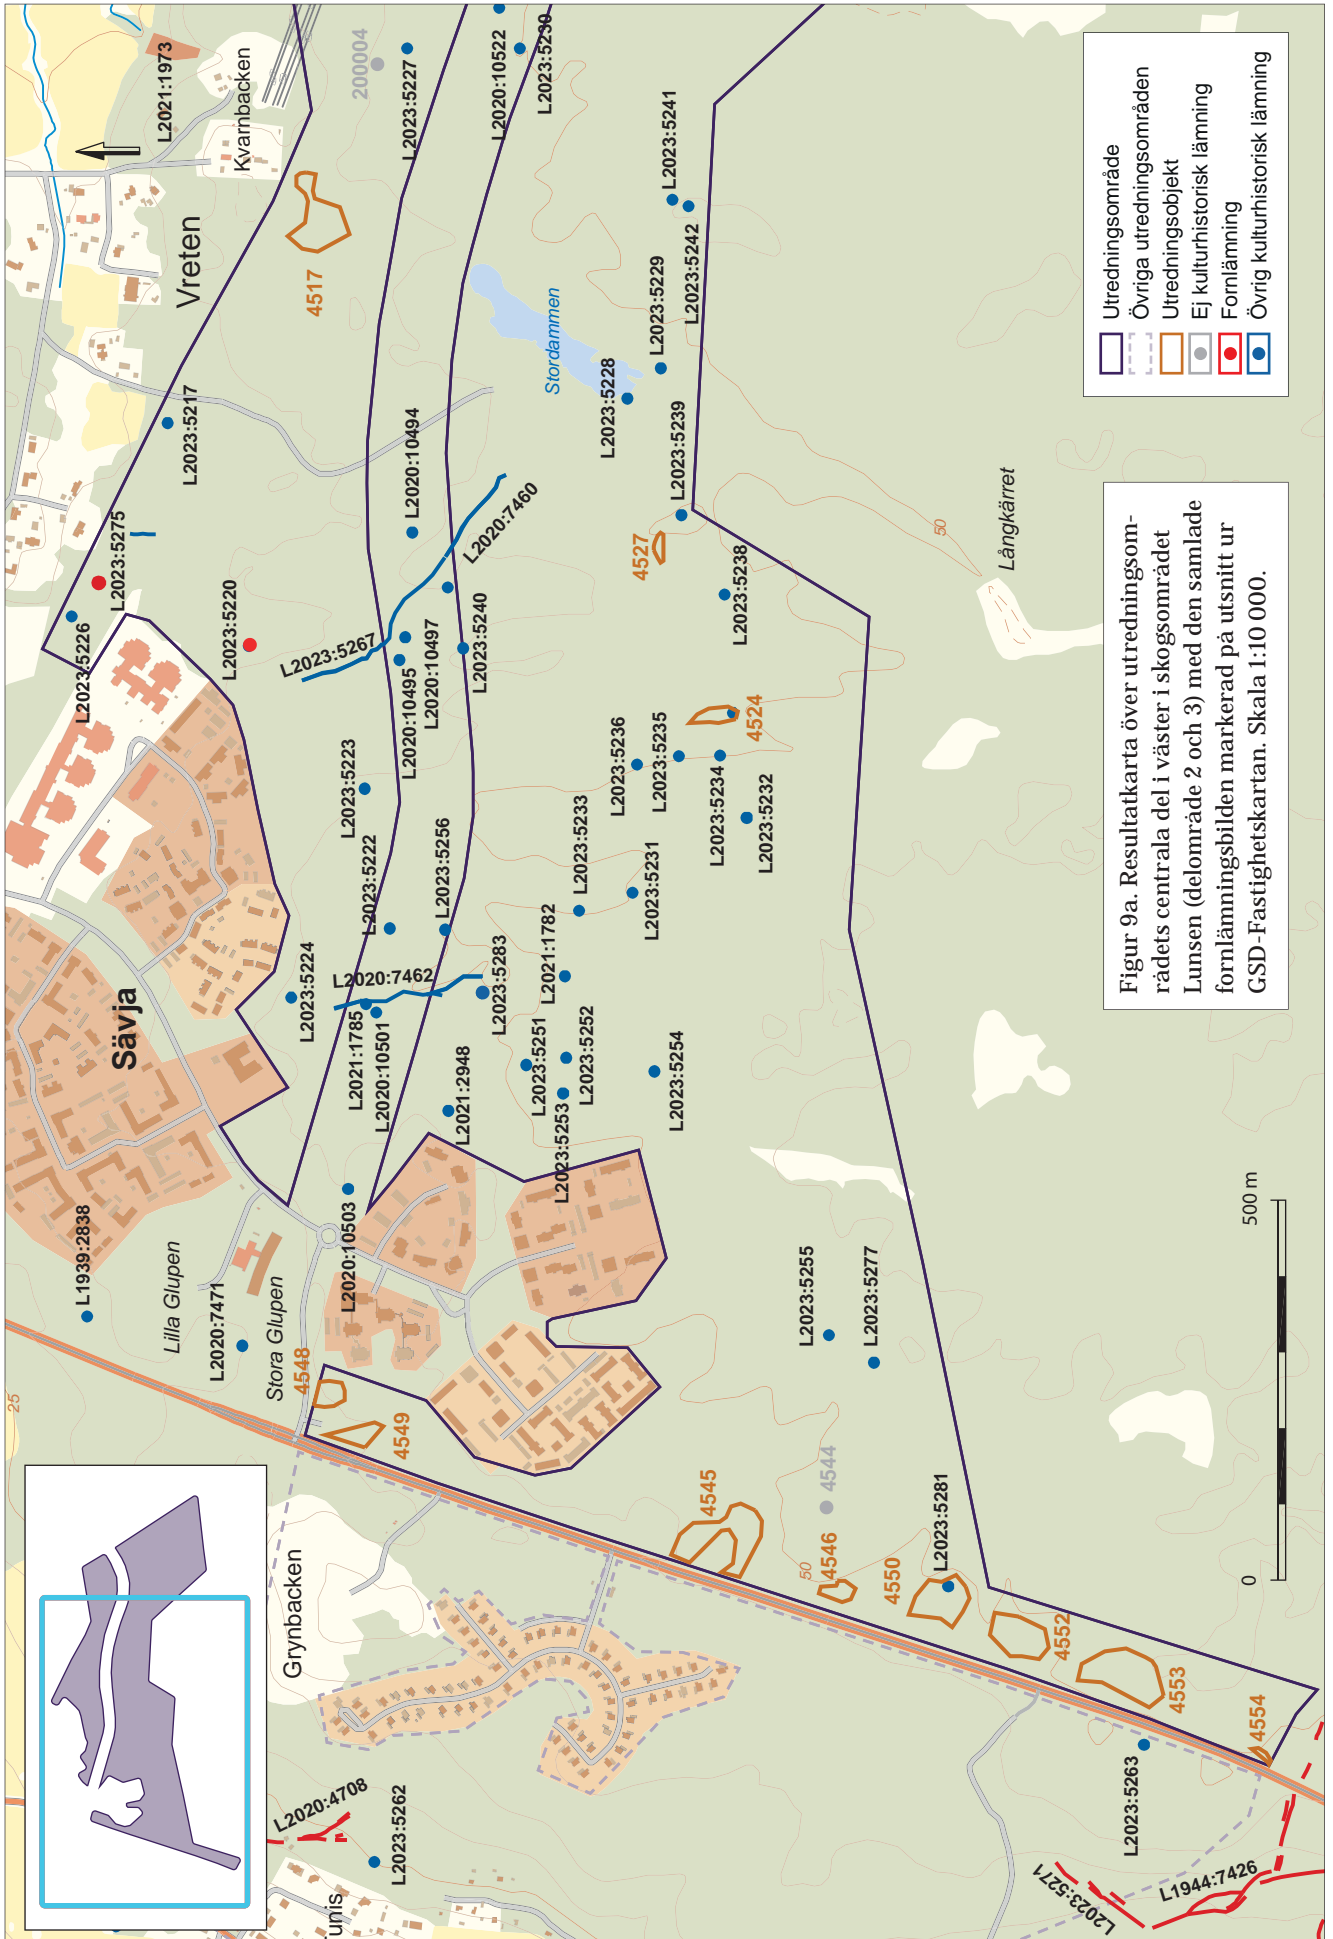 25
Sävja
Vreten
Kvarnbacken
Lilla Glupen
Stora Glupen
Grynbacken
unis
Stordammen
Långkärret
50
50
L1939:2838
L2020:7471
L2020:10503
4548
4549
L2023:5226
L2023:5275
L2023:5220
L2023:5217
L2021:1973
200004
L2023:5227
L2020:10522
L2023:5230
4517
L2023:5241
L2023:5242
L2023:5229
L2023:5228
L2023:5239
4527
L2023:5238
L2020:10494
L2020:7460
L2023:5267
L2020:10495
L2020:10497
L2023:5240
L2023:5223
L2023:5222
L2023:5256
L2023:5224
L2020:7462
L2021:1785
L2020:10501
L2023:5283
L2021:2948
L2023:5251
L2023:5252
L2023:5253
L2021:1782
L2023:5254
L2023:5233
L2023:5231
L2023:5236
L2023:5235
L2023:5234
L2023:5232
4524
L2023:5255
L2023:5277
4544
4545
4546
4550
L2023:5281
4552
4553
4554
L2023:5263
L2020:4708
L2023:5262
L2023:5271
L1944:7426
0
500 m
Utredningsområde
Övriga utredningsområden
Utredningsobjekt
Ej kulturhistorisk lämning
Fornlämning
Övrig kulturhistorisk lämning
Figur 9a. Resultatkarta över utredningsom-
rådets centrala del i väster i skogsområdet
Lunsen (delområde 2 och 3) med den samlade
fornlämningsbilden markerad på utsnitt ur
GSD-Fastighetskartan. Skala 1:10 000.